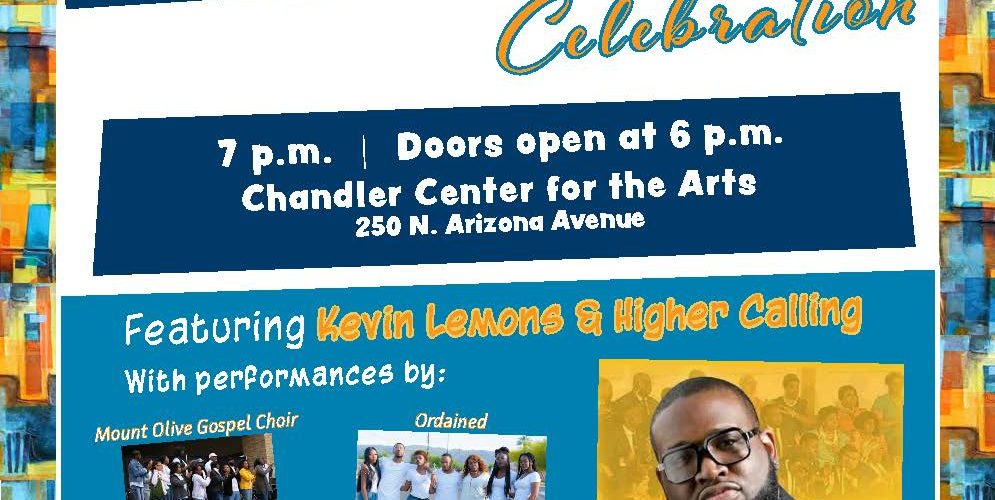 Celebration
7 p.m. | Doors open at 6 p.m.
Chandler Center for the Arts
250 N. Arizona Avenue
Featuring Kevin Lemons & Higher Calling
With performances by:
Mount Olive Gospel Choir
Ordained